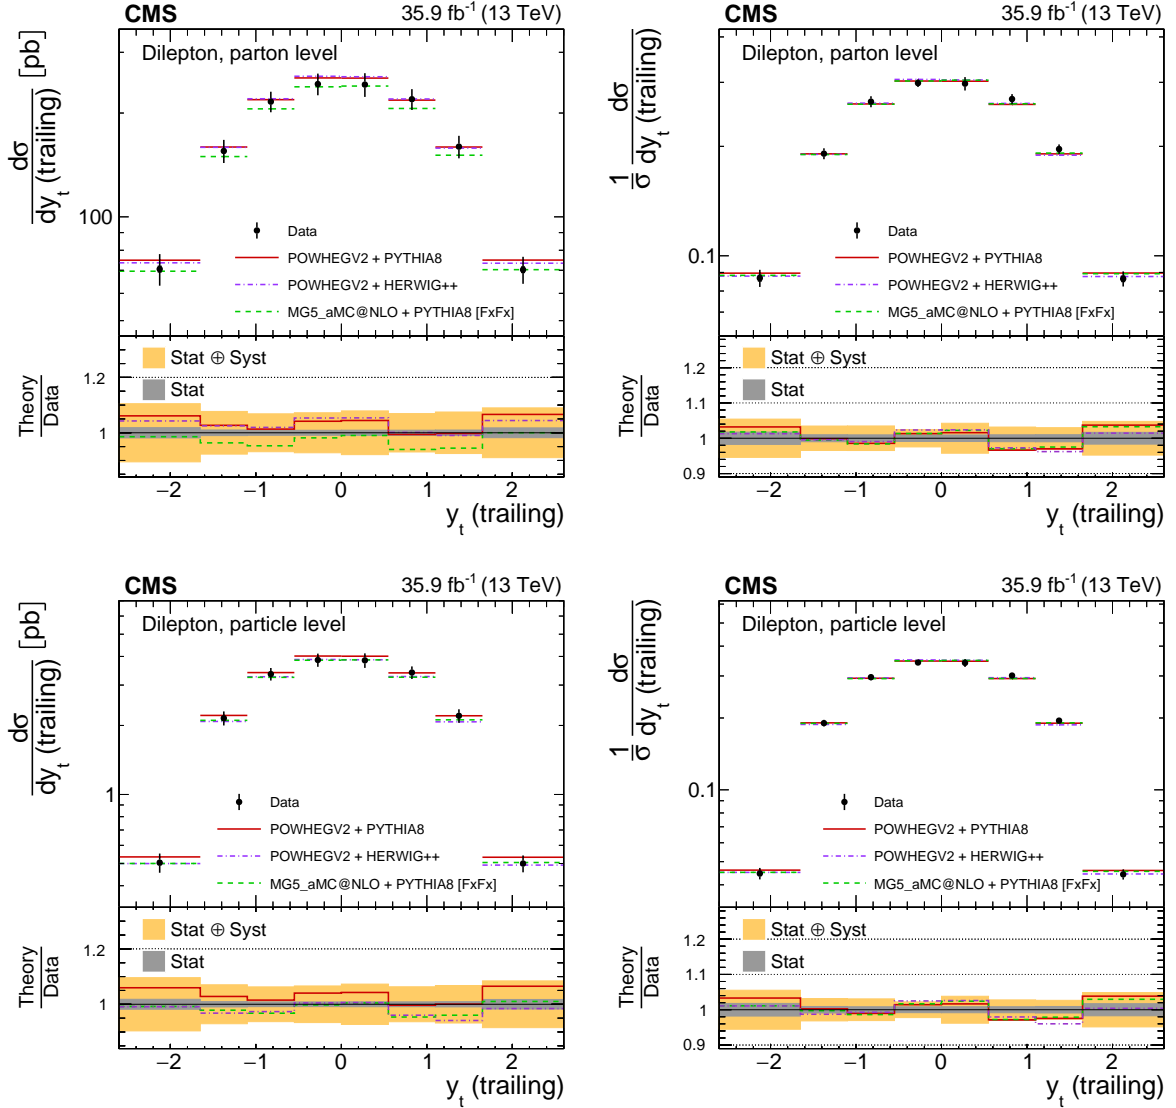 CMS 35.9 fb⁻¹ (13 TeV)
Dilepton, parton level
dσ / dy_t (trailing) [pb]
100
Data
POWHEGV2 + PYTHIA8
POWHEGV2 + HERWIG++
MG5_aMC@NLO + PYTHIA8 [FxFx]
Theory / Data
Stat ⊕ Syst
1.2
Stat
1
−2 −1 0 1 2
y_t (trailing)
CMS 35.9 fb⁻¹ (13 TeV)
Dilepton, parton level
1/σ dσ / dy_t (trailing)
0.1
Data
POWHEGV2 + PYTHIA8
POWHEGV2 + HERWIG++
MG5_aMC@NLO + PYTHIA8 [FxFx]
Theory / Data
Stat ⊕ Syst
1.2
Stat
1.1
1
0.9
−2 −1 0 1 2
y_t (trailing)
CMS 35.9 fb⁻¹ (13 TeV)
Dilepton, particle level
dσ / dy_t (trailing) [pb]
1
Data
POWHEGV2 + PYTHIA8
POWHEGV2 + HERWIG++
MG5_aMC@NLO + PYTHIA8 [FxFx]
Theory / Data
Stat ⊕ Syst
1.2
Stat
1
−2 −1 0 1 2
y_t (trailing)
CMS 35.9 fb⁻¹ (13 TeV)
Dilepton, particle level
1/σ dσ / dy_t (trailing)
0.1
Data
POWHEGV2 + PYTHIA8
POWHEGV2 + HERWIG++
MG5_aMC@NLO + PYTHIA8 [FxFx]
Theory / Data
Stat ⊕ Syst
1.2
Stat
1.1
1
0.9
−2 −1 0 1 2
y_t (trailing)